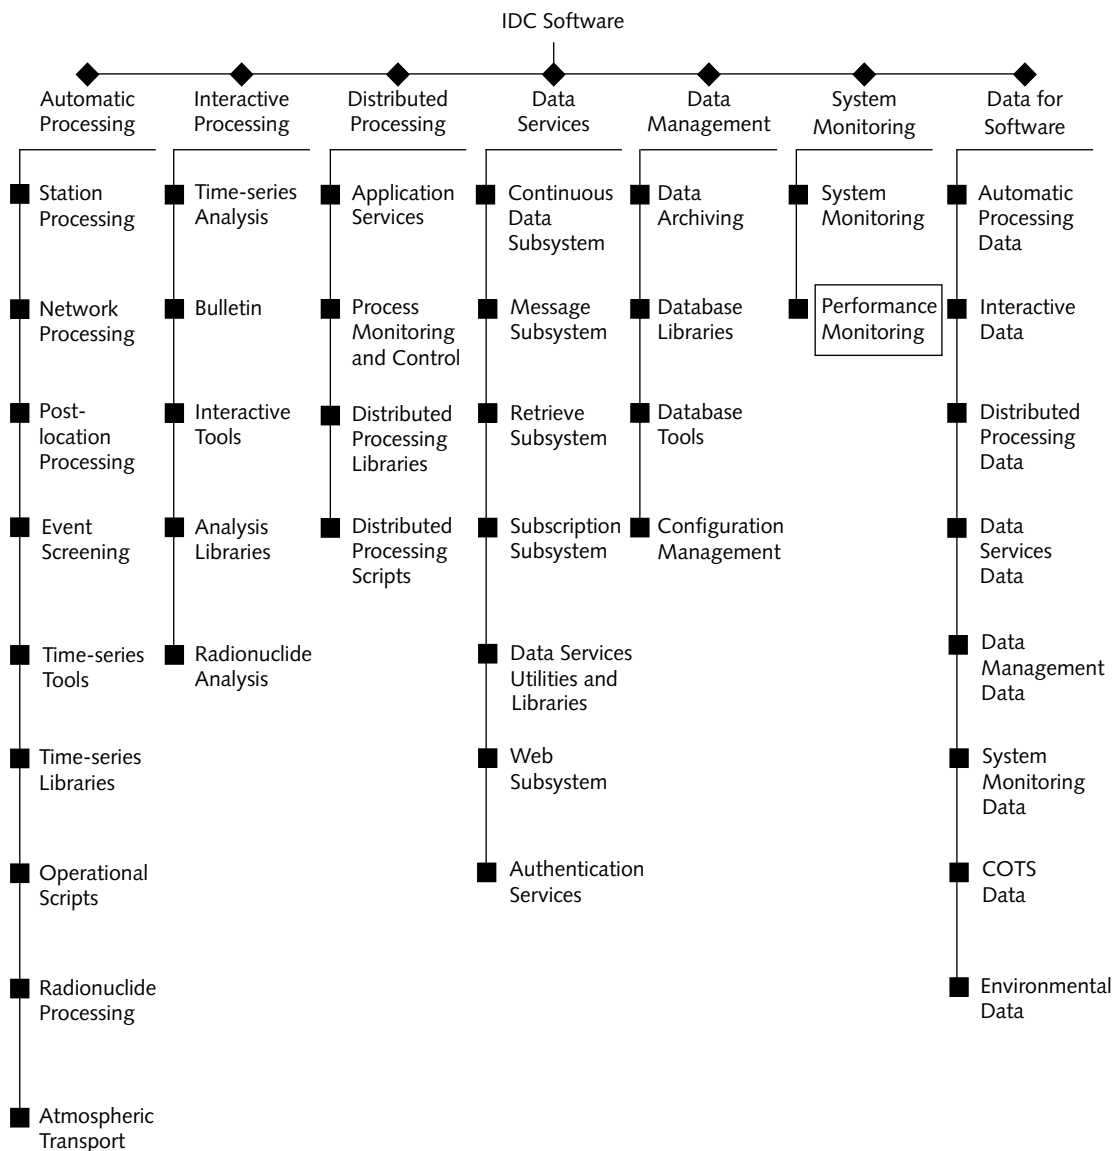 IDC Software
Automatic
Processing
Interactive
Processing
Distributed
Processing
Data
Services
Data
Management
System
Monitoring
Data for
Software
Station
Processing
Network
Processing
Post-
location
Processing
Event
Screening
Time-series
Tools
Time-series
Libraries
Operational
Scripts
Radionuclide
Processing
Atmospheric
Transport
Time-series
Analysis
Bulletin
Interactive
Tools
Analysis
Libraries
Radionuclide
Analysis
Application
Services
Process
Monitoring
and Control
Distributed
Processing
Libraries
Distributed
Processing
Scripts
Continuous
Data
Subsystem
Message
Subsystem
Retrieve
Subsystem
Subscription
Subsystem
Data Services
Utilities and
Libraries
Web
Subsystem
Authentication
Services
Data
Archiving
Database
Libraries
Database
Tools
Configuration
Management
System
Monitoring
Performance
Monitoring
Automatic
Processing
Data
Interactive
Data
Distributed
Processing
Data
Data
Services
Data
Data
Management
Data
System
Monitoring
Data
COTS
Data
Environmental
Data